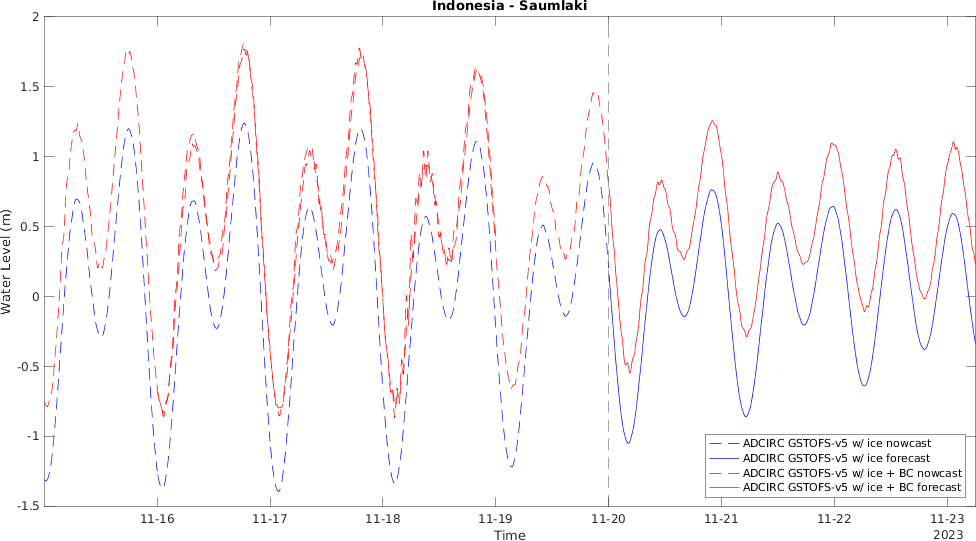 Indonesia - Saumlaki
2
1.5
1
0.5
0
-0.5
-1
-1.5
Water Level (m)
11-16
11-17
11-18
11-19
11-20
11-21
11-22
11-23
Time
2023
ADCIRC GSTOFS-v5 w/ ice nowcast
ADCIRC GSTOFS-v5 w/ ice forecast
ADCIRC GSTOFS-v5 w/ ice + BC nowcast
ADCIRC GSTOFS-v5 w/ ice + BC forecast